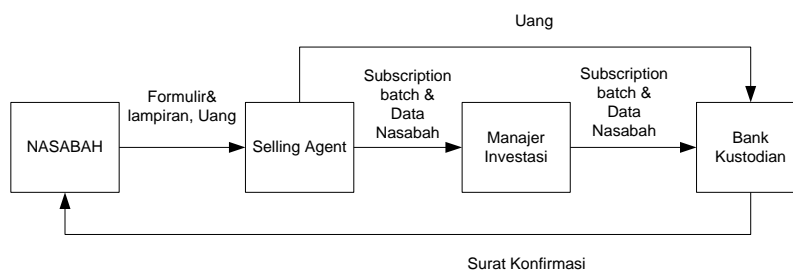 Uang
Subscription
batch &
Data
Nasabah
Subscription
batch &
Data
Nasabah
Formulir&
lampiran, Uang
NASABAH
Selling Agent
Manajer
Investasi
Bank
Kustodian
Surat Konfirmasi